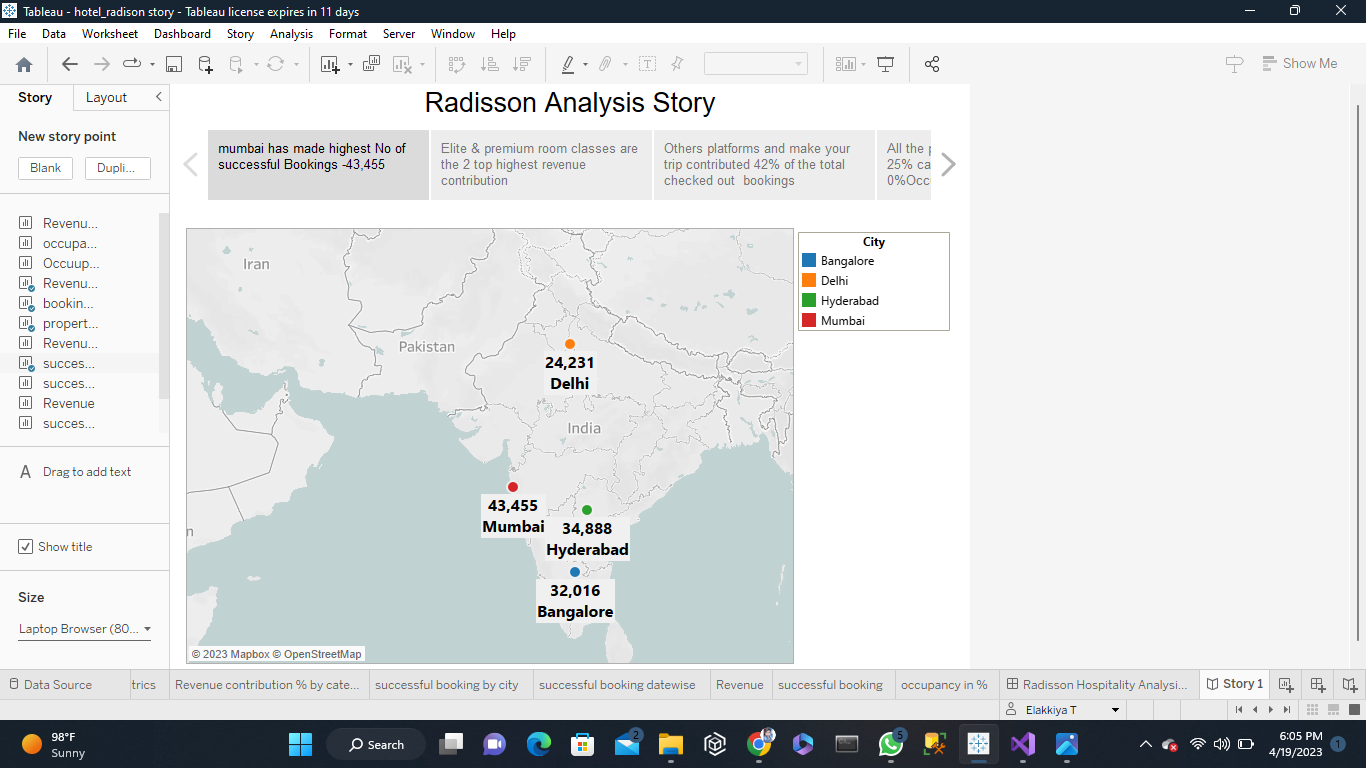 Tableau - hotel_radison story - Tableau license expires in 11 days
File Data Worksheet Dashboard Story Analysis Format Server Window Help
Show Me
Story Layout
New story point
Blank Dupli...
Revenu...
occupa...
Occuup...
Revenu...
bookin...
propert...
Revenu...
succes...
succes...
Revenue
succes...
A Drag to add text
Show title
Size
Laptop Browser (80...
Radisson Analysis Story
mumbai has made highest No of
successful Bookings -43,455
Elite & premium room classes are
the 2 top highest revenue
contribution
Others platforms and make your
trip contributed 42% of the total
checked out bookings
All the
25% ca
0%Occ
Iran
Pakistan
24,231
Delhi
India
43,455
Mumbai
34,888
Hyderabad
32,016
Bangalore
n
© 2023 Mapbox © OpenStreetMap
City
Bangalore
Delhi
Hyderabad
Mumbai
Data Source trics Revenue contribution % by cate... successful booking by city successful booking datewise Revenue successful booking occupancy in % Radisson Hospitality Analysi... Story 1
Elakkiya T
98°F
Sunny
Search
2
5
6:05 PM
4/19/2023
1